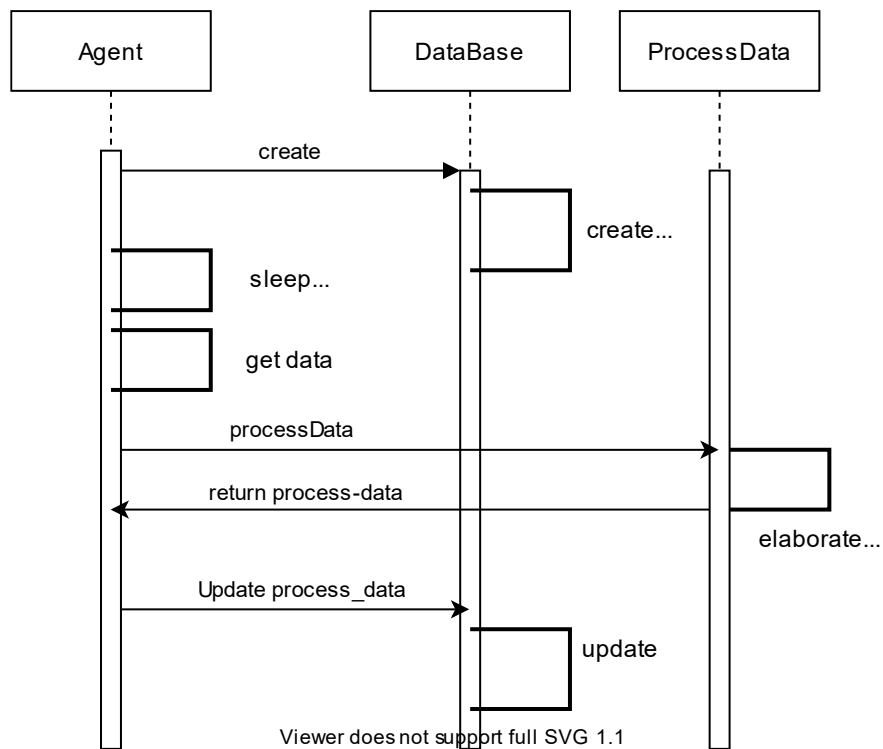 Agent
DataBase
ProcessData
create
create...
sleep...
get data
processData
return process-data
elaborate...
Update process_data
update
Viewer does not support full SVG 1.1